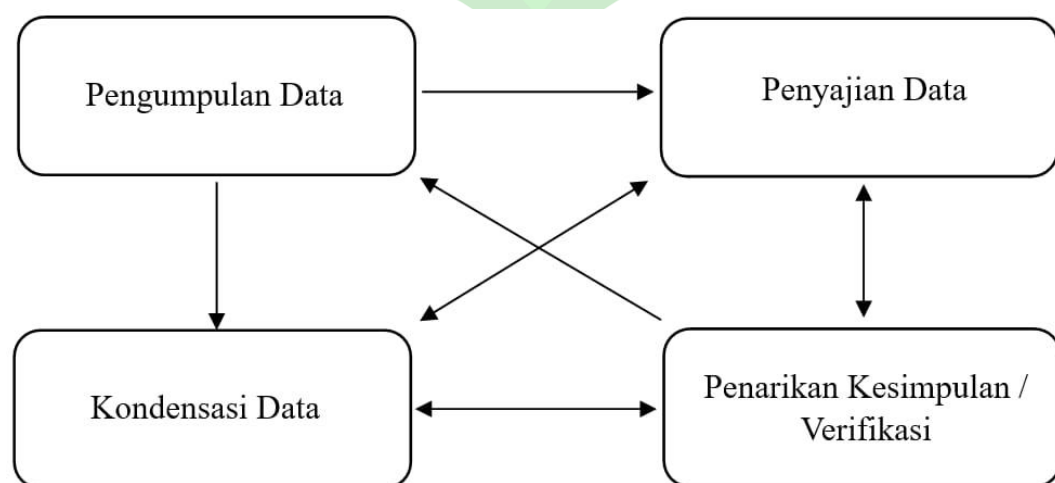 Pengumpulan Data
Penyajian Data
Kondensasi Data
Penarikan Kesimpulan /
Verifikasi